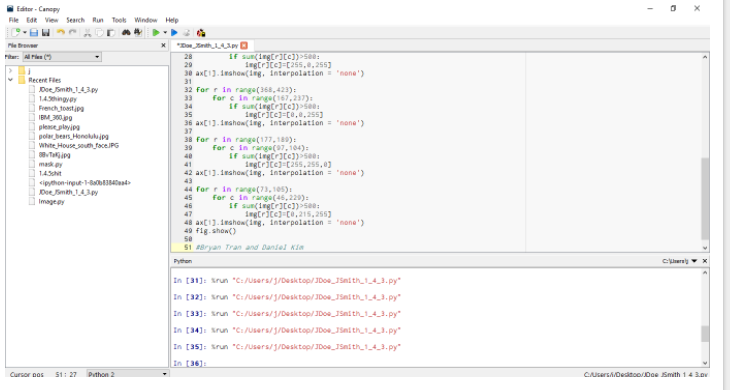 Editor - Canopy
File Edit View Search Run Tools Window Help
File Browser
Filter: All Files (*)
j
Recent Files
JDoe_JSmith_1_4_3.py
1.4.5thingy.py
French_toast.jpg
IBM_360.jpg
please_play.jpg
polar_bears_Honolulu.jpg
White_House_south_face.JPG
mask.py
1.4.5shit
<ipython-input-1-0a0b83840aa4>
JDoe_JSmith_1_4_3.py
Image.py
*JDoe_JSmith_1_4_3.py
28 if sum(img[r][c])>500:
29 img[r][c]=[255,0,255]
30 ax[1].imshow(img, interpolation = 'none')
31
32 for r in range(368,423):
33 for c in range(167,237):
34 if sum(img[r][c])>500:
35 img[r][c]=[0,0,255]
36 ax[1].imshow(img, interpolation = 'none')
37
38 for r in range(177,189):
39 for c in range(97,104):
40 if sum(img[r][c])>500:
41 img[r][c]=[255,255,0]
42 ax[1].imshow(img, interpolation = 'none')
43
44 for r in range(73,105):
45 for c in range(46,229):
46 if sum(img[r][c])>500:
47 img[r][c]=[0,215,255]
48 ax[1].imshow(img, interpolation = 'none')
49 fig.show()
50
51 #Bryan Tran and Daniel Kim
Python
C:\Users\j
In [31]: %run "C:/Users/j/Desktop/JDoe_JSmith_1_4_3.py"
In [32]: %run "C:/Users/j/Desktop/JDoe_JSmith_1_4_3.py"
In [33]: %run "C:/Users/j/Desktop/JDoe_JSmith_1_4_3.py"
In [34]: %run "C:/Users/j/Desktop/JDoe_JSmith_1_4_3.py"
In [35]: %run "C:/Users/j/Desktop/JDoe_JSmith_1_4_3.py"
In [36]:
Cursor pos 51 : 27 Python 2
C:/Users/j/Desktop/JDoe_JSmith_1_4_3.py